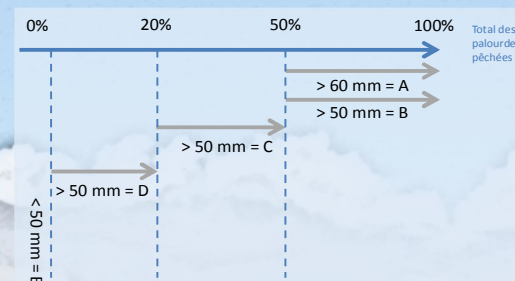 0%
20%
50%
100%
Total des
palourdes
pêchées
> 60 mm = A
> 50 mm = B
> 50 mm = C
> 50 mm = D
<50 mm = E